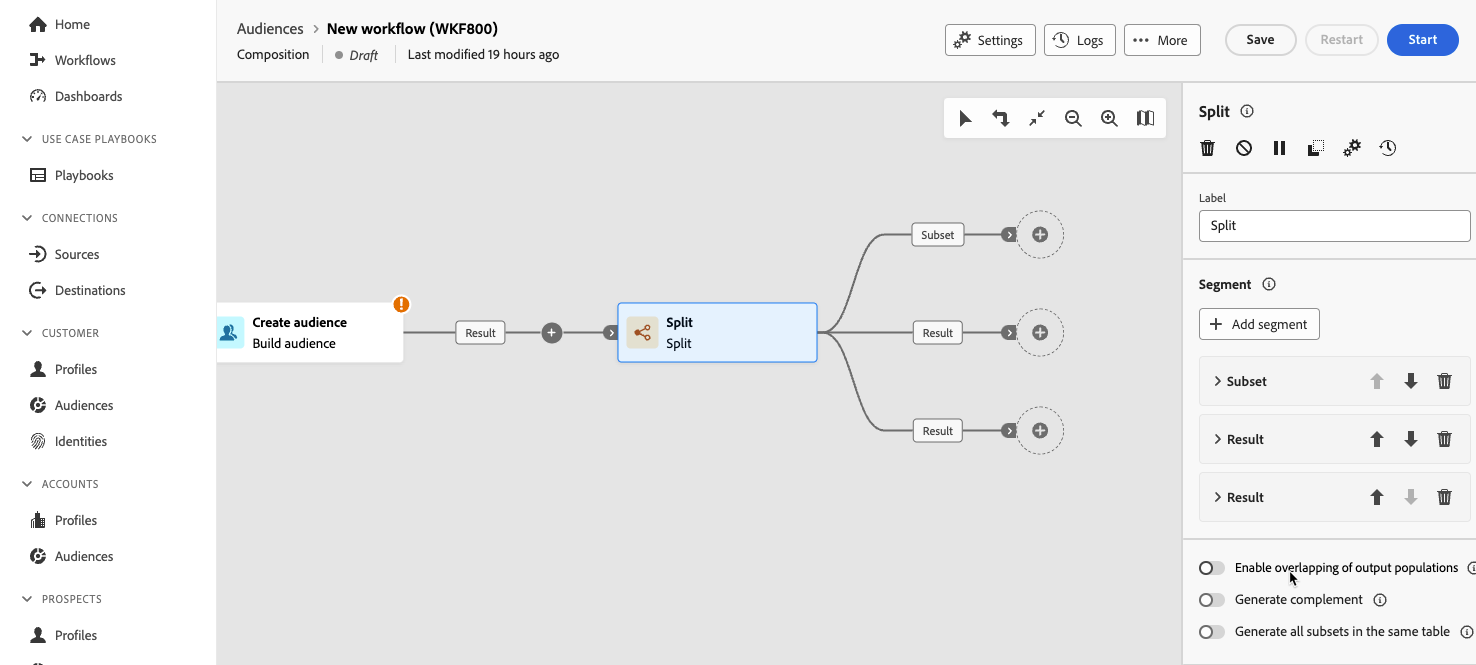 Home
Workflows
Dashboards
USE CASE PLAYBOOKS
Playbooks
CONNECTIONS
Sources
Destinations
CUSTOMER
Profiles
Audiences
Identities
ACCOUNTS
Profiles
Audiences
PROSPECTS
Profiles
Audiences > New workflow (WKF800)
Composition
Draft
Last modified 19 hours ago
Settings
Logs
More
Save
Restart
Start
Create audience
Build audience
Result
Split
Split
Subset
Result
Result
Split
Label
Split
Segment
Add segment
Subset
Result
Result
Enable overlapping of output populations
Generate complement
Generate all subsets in the same table